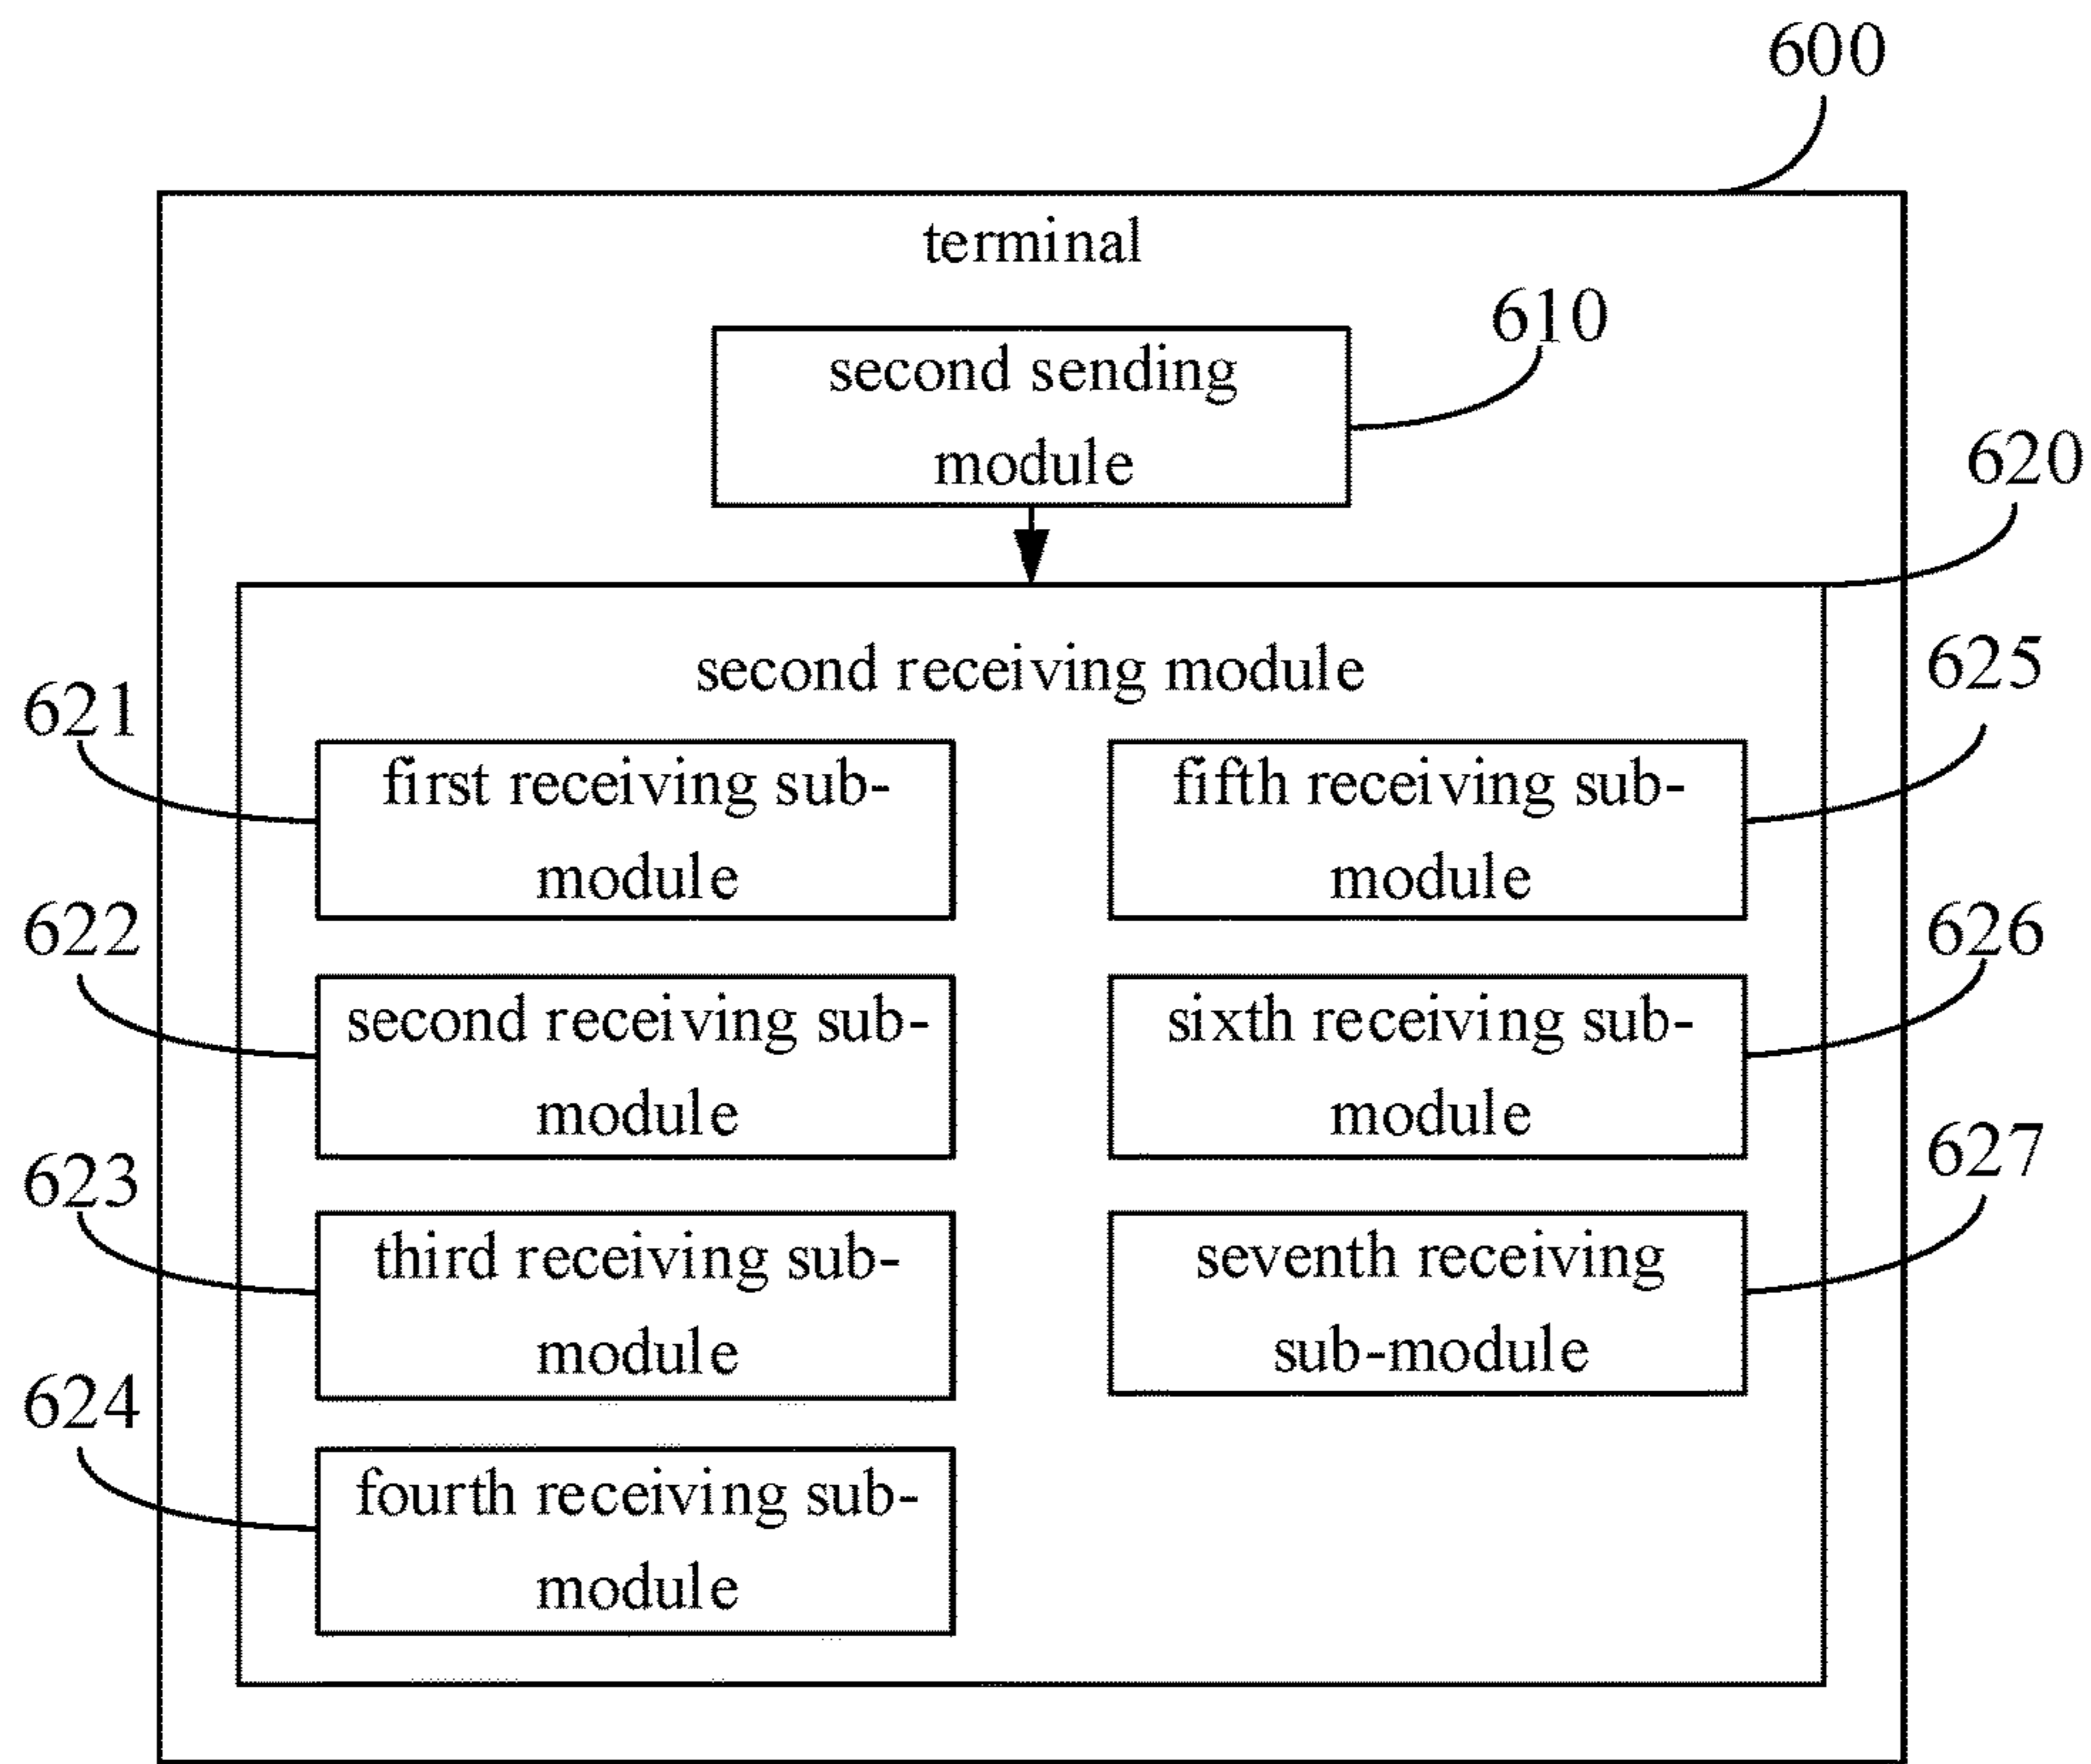 600
terminal
610
second sending
module
620
second receiving module
621
first receiving sub-
module
622
second receiving sub-
module
623
third receiving sub-
module
624
fourth receiving sub-
module
625
fifth receiving sub-
module
626
sixth receiving sub-
module
627
seventh receiving
sub-module